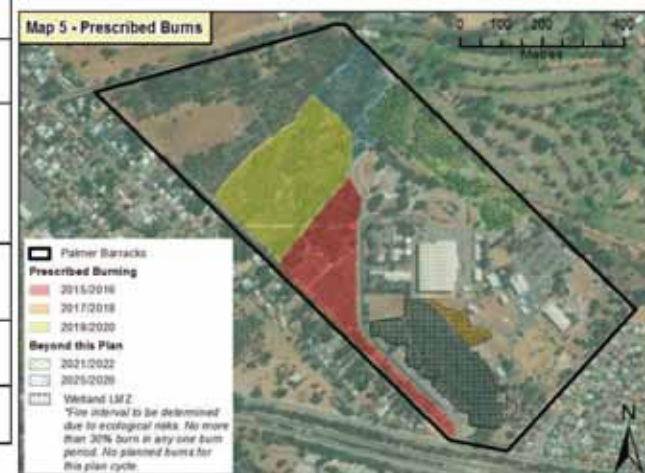 Map 5 - Prescribed Burns
0 100 200 400
Metres
Palmer Barracks
Prescribed Burning
2015/2016
2017/2018
2019/2020
Beyond this Plan
2021/2022
2025/2026
Wetland LMZ
*Fire interval to be determined
due to ecological risks. No more
than 30% burn in any one burn
period. No planned burns for
this plan cycle.
N